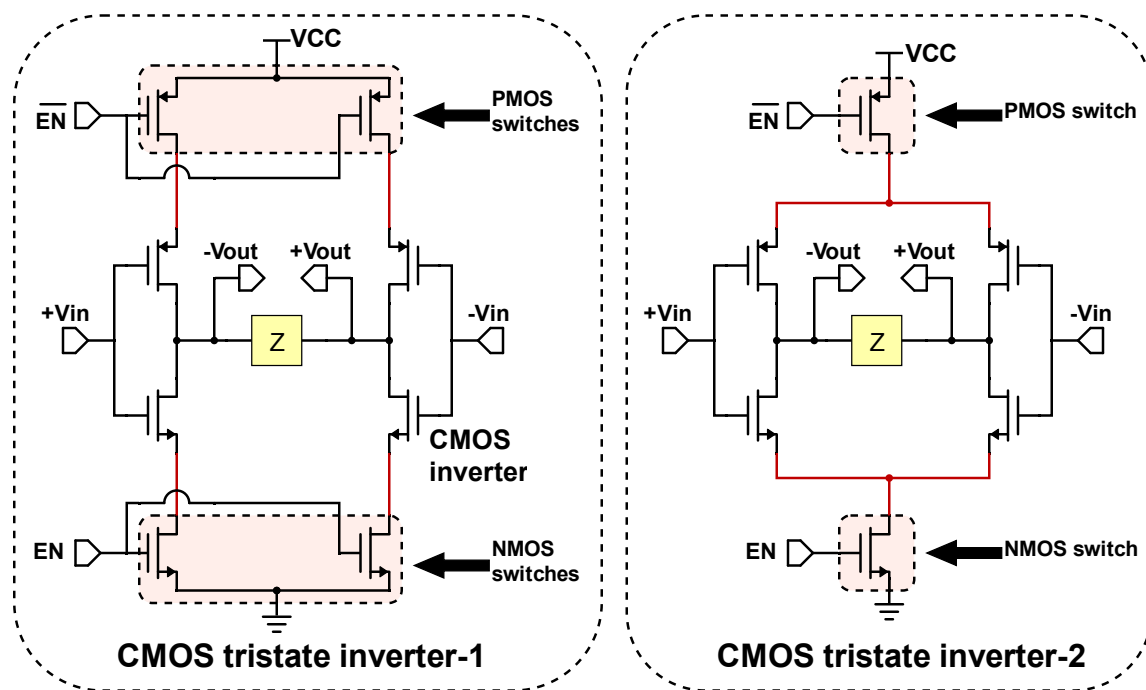 VCC
EN
PMOS
switches
-Vout
+Vout
+Vin
Z
-Vin
CMOS
inverter
EN
NMOS
switches
CMOS tristate inverter-1
VCC
EN
PMOS switch
-Vout
+Vout
+Vin
Z
-Vin
EN
NMOS switch
CMOS tristate inverter-2